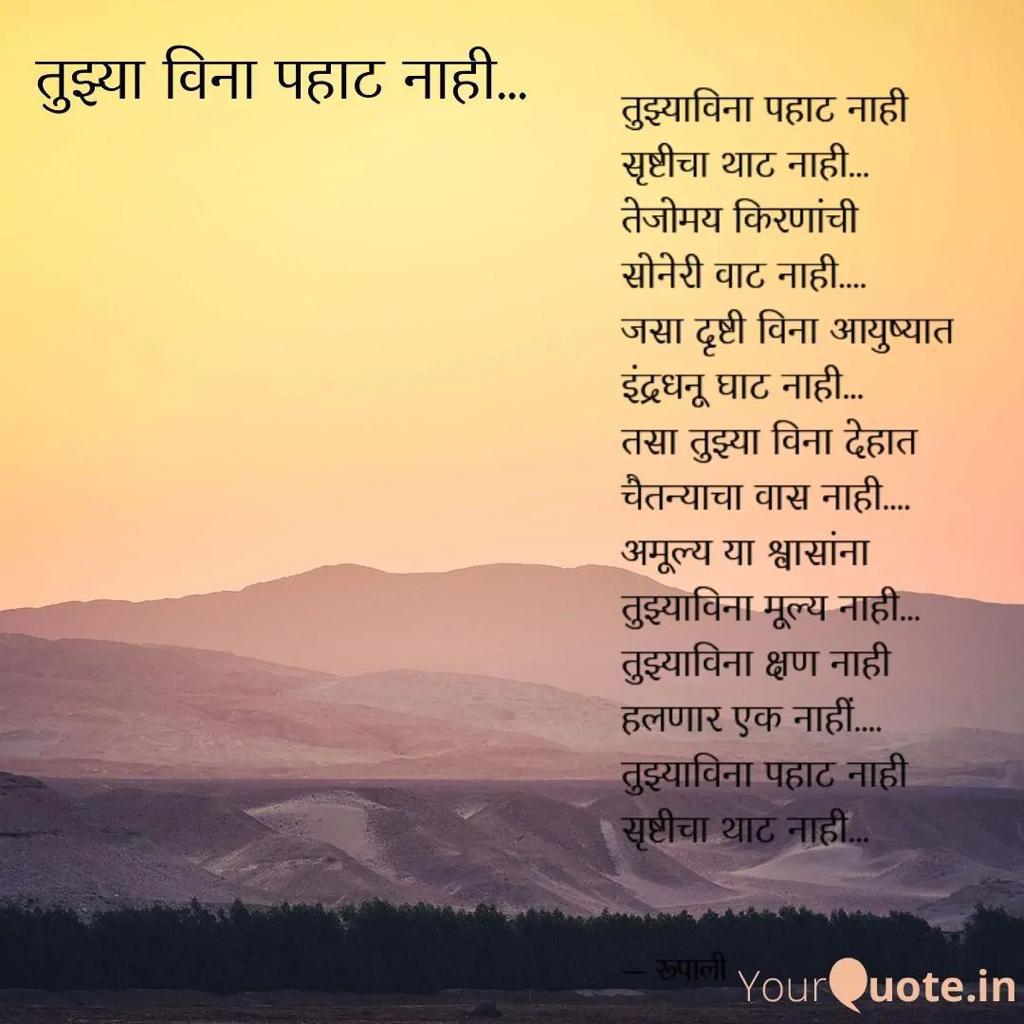 तुझ्या विना पहाट नाही...
तुझ्याविना पहाट नाही
सृष्टीचा थाट नाही...
तेजोमय किरणांची
सोनेरी वाट नाही....
जसा दृष्टी विना आयुष्यात
इंद्रधनू घाट नाही...
तसा तुझ्या विना देहात
चैतन्याचा वास नाही....
अमूल्य या श्वासांना
तुझ्याविना मूल्य नाही...
तुझ्याविना क्षण नाही
हलणार एक नाहीं....
तुझ्याविना पहाट नाही
सृष्टीचा थाट नाही...
— रूपाली
YourQuote.in